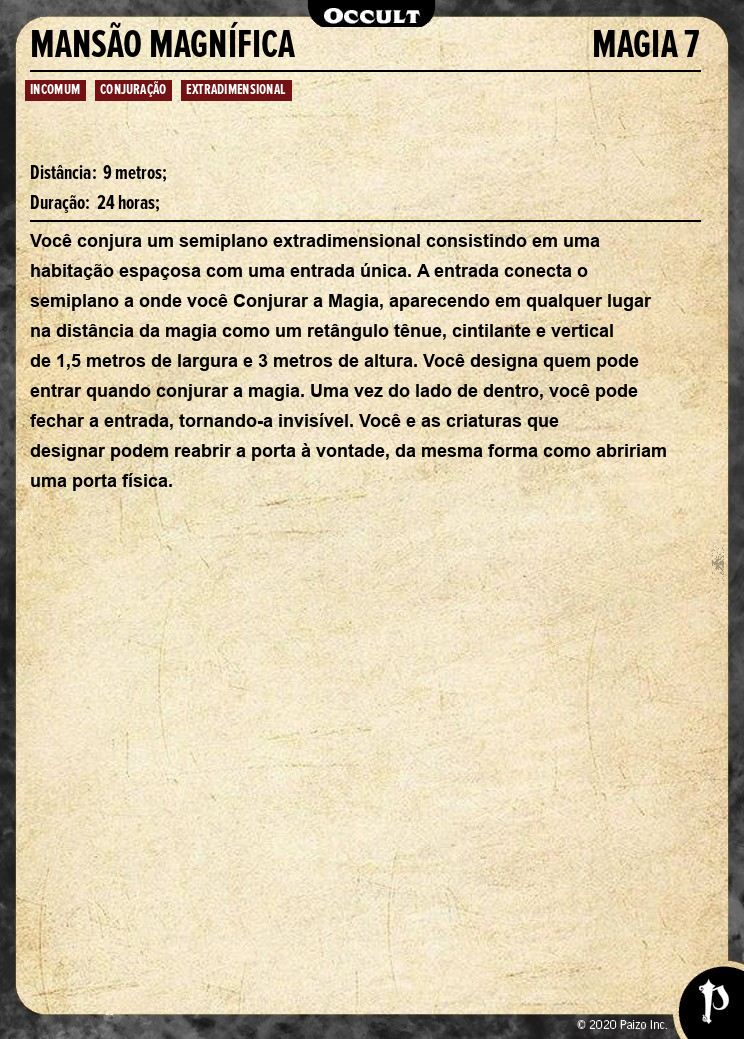 Occult
MANSÃO MAGNÍFICA MAGIA 7
INCOMUM CONJURAÇÃO EXTRADIMENSIONAL
Distância: 9 metros;
Duração: 24 horas;
Você conjura um semiplano extradimensional consistindo em uma
habitação espaçosa com uma entrada única. A entrada conecta o
semiplano a onde você Conjurar a Magia, aparecendo em qualquer lugar
na distância da magia como um retângulo tênue, cintilante e vertical
de 1,5 metros de largura e 3 metros de altura. Você designa quem pode
entrar quando conjurar a magia. Uma vez do lado de dentro, você pode
fechar a entrada, tornando-a invisível. Você e as criaturas que
designar podem reabrir a porta à vontade, da mesma forma como abririam
uma porta física.
© 2020 Paizo Inc.
P